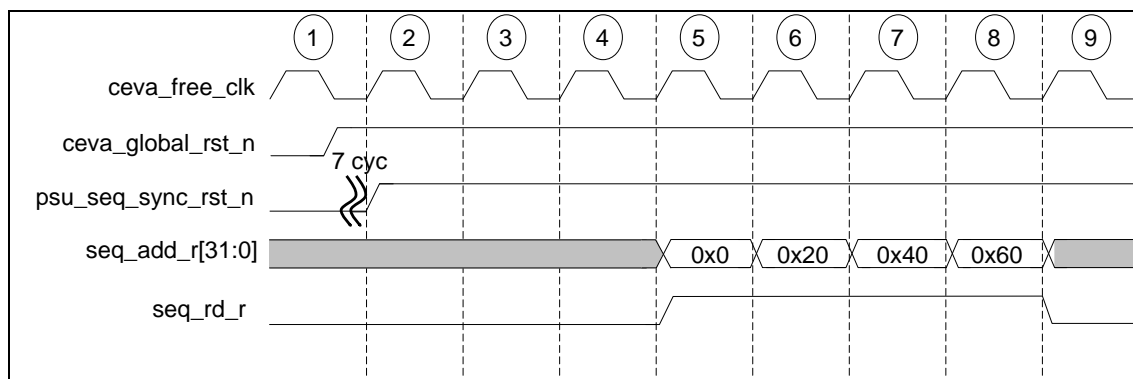 1 2 3 4 5 6 7 8 9
ceva_free_clk
ceva_global_rst_n
7 cyc
psu_seq_sync_rst_n
seq_add_r[31:0] 0x0 0x20 0x40 0x60
seq_rd_r